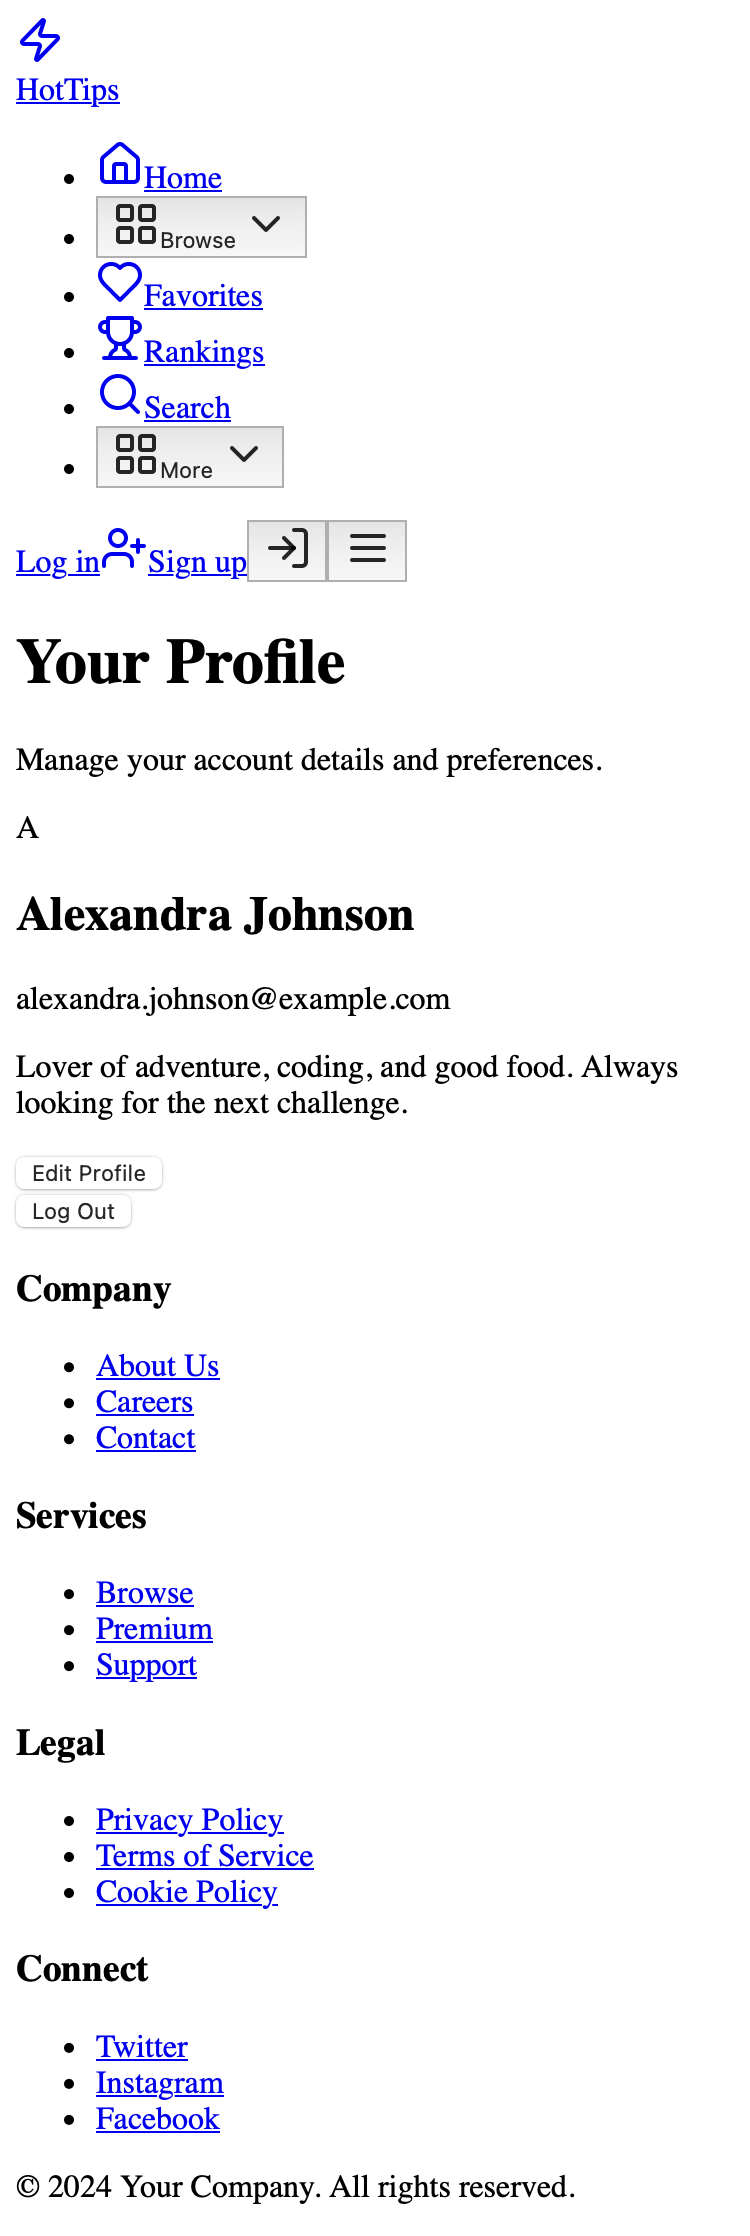 HotTips
Home
Browse
Favorites
Rankings
Search
More
Log in Sign up
Your Profile
Manage your account details and preferences.
A
Alexandra Johnson
alexandra.johnson@example.com
Lover of adventure, coding, and good food. Always
looking for the next challenge.
Edit Profile
Log Out
Company
About Us
Careers
Contact
Services
Browse
Premium
Support
Legal
Privacy Policy
Terms of Service
Cookie Policy
Connect
Twitter
Instagram
Facebook
© 2024 Your Company. All rights reserved.